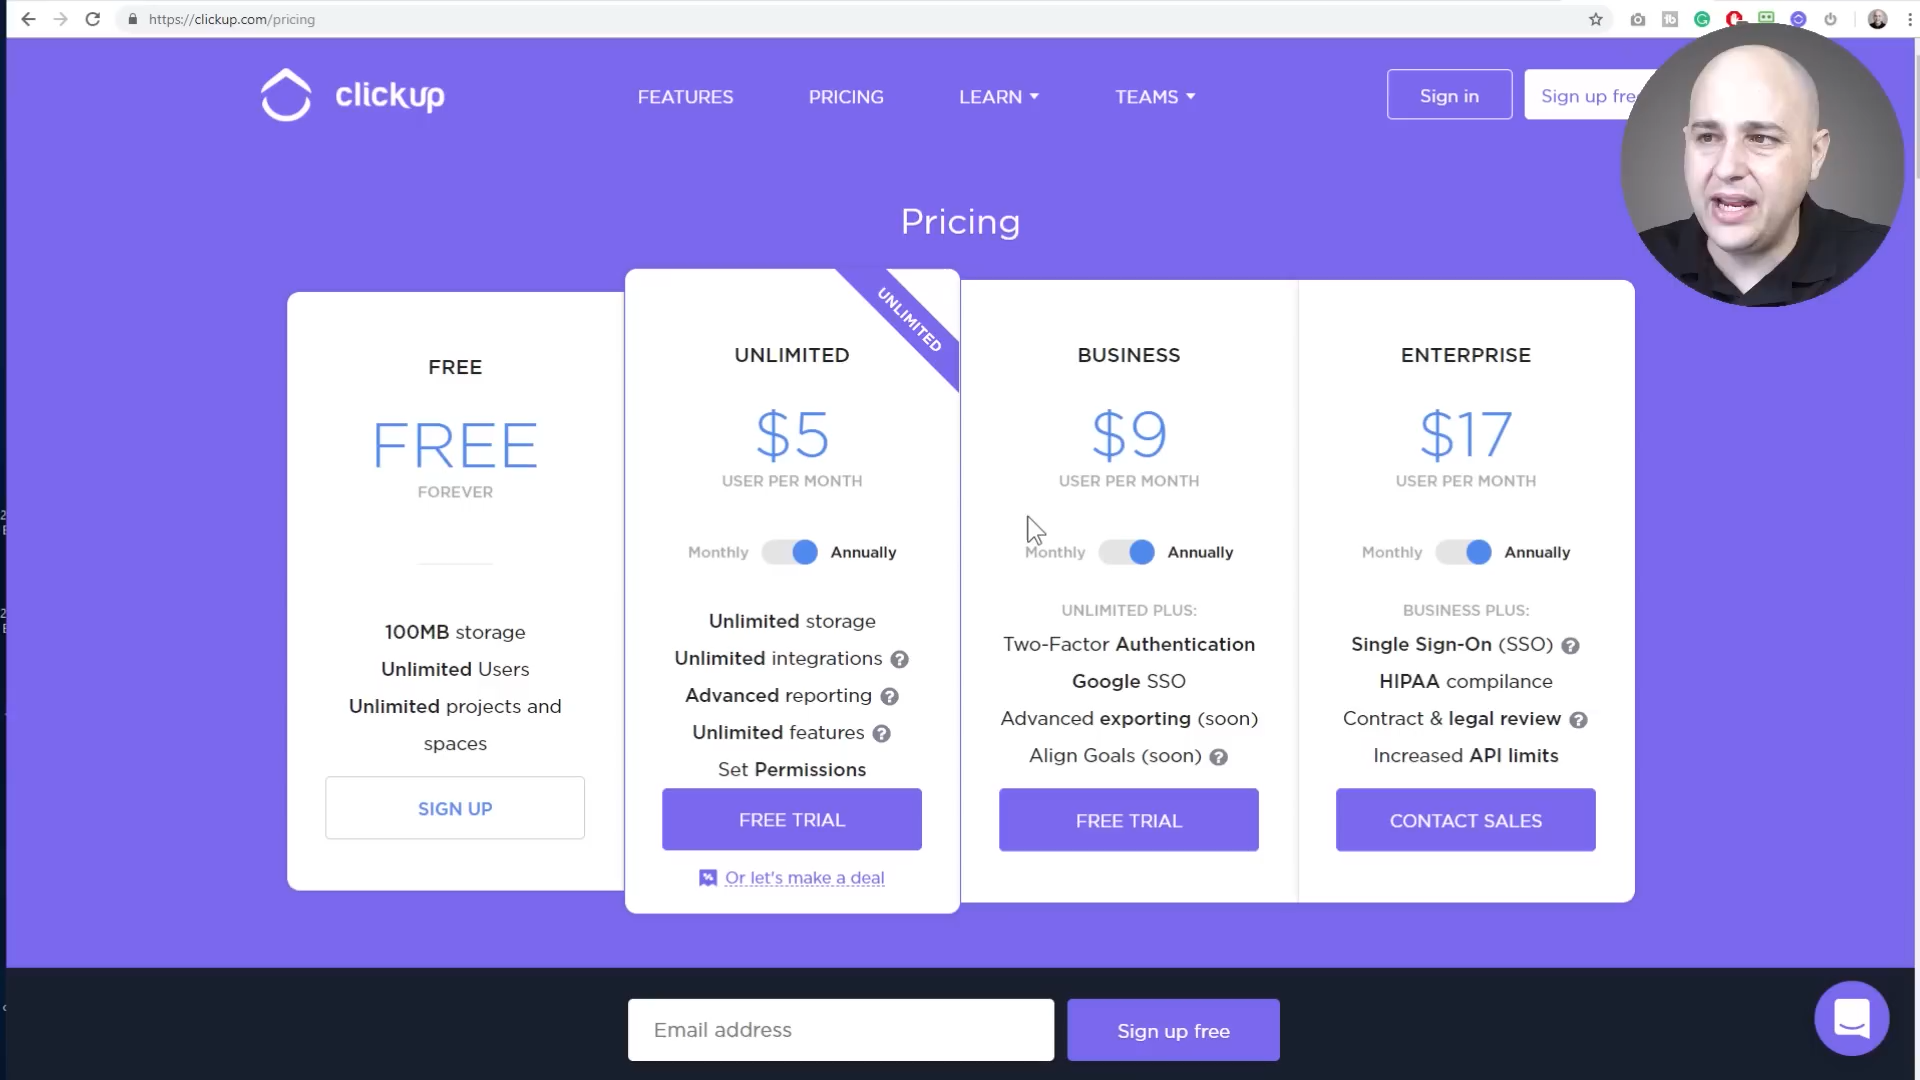 https://clickup.com/pricing
clickup
FEATURES
PRICING
LEARN
TEAMS
Sign in
Sign up fre
Pricing
FREE
FREE
FOREVER
100MB storage
Unlimited Users
Unlimited projects and
spaces
SIGN UP
UNLIMITED
UNLIMITED
$5
USER PER MONTH
Monthly
Annually
Unlimited storage
Unlimited integrations ?
Advanced reporting ?
Unlimited features ?
Set Permissions
FREE TRIAL
Or let's make a deal
BUSINESS
$9
USER PER MONTH
Monthly
Annually
UNLIMITED PLUS:
Two-Factor Authentication
Google SSO
Advanced exporting (soon)
Align Goals (soon) ?
FREE TRIAL
ENTERPRISE
$17
USER PER MONTH
Monthly
Annually
BUSINESS PLUS:
Single Sign-On (SSO) ?
HIPAA compilance
Contract & legal review ?
Increased API limits
CONTACT SALES
Email address
Sign up free